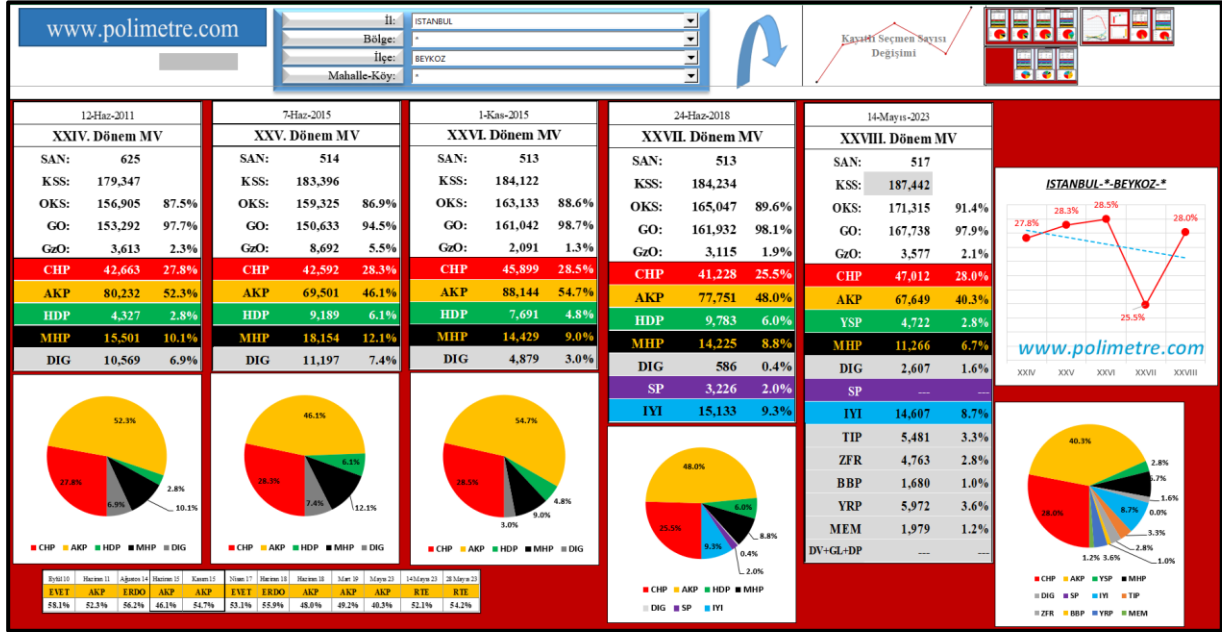 www.polimetre.com
İl: ISTANBUL
Bölge: *
İlçe: BEYKOZ
Mahalle-Köy: *
Kayıtlı Seçmen Sayısı
Değişimi
12-Haz-2011
XXIV. Dönem MV
SAN: 625
KSS: 179,347
OKS: 156,905 87.5%
GO: 153,292 97.7%
GzO: 3,613 2.3%
CHP 42,663 27.8%
AKP 80,232 52.3%
HDP 4,327 2.8%
MHP 15,501 10.1%
DIG 10,569 6.9%
52.3%
27.8%
2.8%
6.9%
10.1%
CHP AKP HDP MHP DIG
7-Haz-2015
XXV. Dönem MV
SAN: 514
KSS: 183,396
OKS: 159,325 86.9%
GO: 150,633 94.5%
GzO: 8,692 5.5%
CHP 42,592 28.3%
AKP 69,501 46.1%
HDP 9,189 6.1%
MHP 18,154 12.1%
DIG 11,197 7.4%
46.1%
28.3%
6.1%
7.4%
12.1%
CHP AKP HDP MHP DIG
1-Kas-2015
XXVI. Dönem MV
SAN: 513
KSS: 184,122
OKS: 163,133 88.6%
GO: 161,042 98.7%
GzO: 2,091 1.3%
CHP 45,899 28.5%
AKP 88,144 54.7%
HDP 7,691 4.8%
MHP 14,429 9.0%
DIG 4,879 3.0%
54.7%
28.5%
4.8%
9.0%
3.0%
CHP AKP HDP MHP DIG
24-Haz-2018
XXVII. Dönem MV
SAN: 513
KSS: 184,234
OKS: 165,047 89.6%
GO: 161,932 98.1%
GzO: 3,115 1.9%
CHP 41,228 25.5%
AKP 77,751 48.0%
HDP 9,783 6.0%
MHP 14,225 8.8%
DIG 586 0.4%
SP 3,226 2.0%
IYI 15,133 9.3%
48.0%
25.5%
6.0%
8.8%
9.3%
0.4%
2.0%
CHP AKP HDP MHP
DIG SP IYI
14-Mayıs-2023
XXVIII. Dönem MV
SAN: 517
KSS: 187,442
OKS: 171,315 91.4%
GO: 167,738 97.9%
GzO: 3,577 2.1%
CHP 47,012 28.0%
AKP 67,649 40.3%
YSP 4,722 2.8%
MHP 11,266 6.7%
DIG 2,607 1.6%
SP --- ---
IYI 14,607 8.7%
TIP 5,481 3.3%
ZFR 4,763 2.8%
BBP 1,680 1.0%
YRP 5,972 3.6%
MEM 1,979 1.2%
DV+GL+DP --- ---
ISTANBUL-*-BEYKOZ-*
27.8%
28.3%
28.5%
28.0%
25.5%
www.polimetre.com
XXIV XXV XXVI XXVII XXVIII
40.3%
28.0%
2.8%
6.7%
1.6%
8.7%
0.0%
3.3%
2.8%
1.2% 3.6% 1.0%
CHP AKP YSP MHP
DIG SP IYI TIP
ZFR BBP YRP MEM
Eylül 10 Haziran 11 Ağustos 14 Haziran 15 Kasım 15 Nisan 17 Haziran 18 Haziran 18 Mart 19 Mayıs 23 14 Mayıs 23 28 Mayıs 23
EVET AKP ERDO AKP AKP EVET ERDO AKP AKP AKP RTE RTE
58.1% 52.3% 56.2% 46.1% 54.7% 53.1% 55.9% 48.0% 49.2% 40.3% 52.1% 54.2%